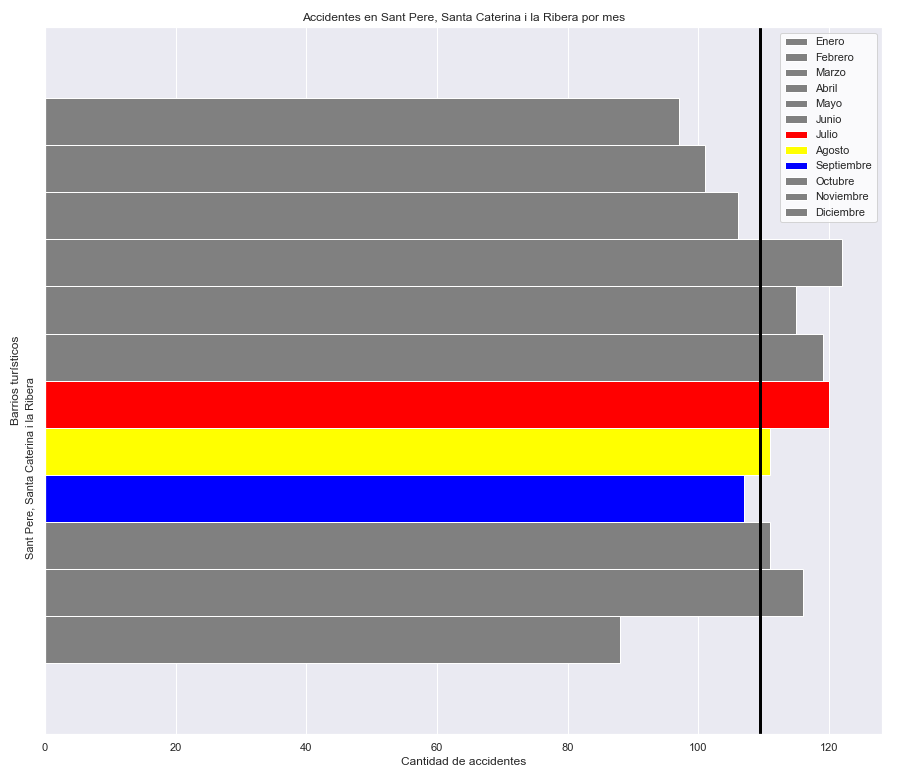 Accidentes en Sant Pere, Santa Caterina i la Ribera por mes
Enero
Febrero
Marzo
Abril
Mayo
Junio
Julio
Agosto
Septiembre
Octubre
Noviembre
Diciembre
Barrios turísticos
Sant Pere, Santa Caterina i la Ribera
0 20 40 60 80 100 120
Cantidad de accidentes